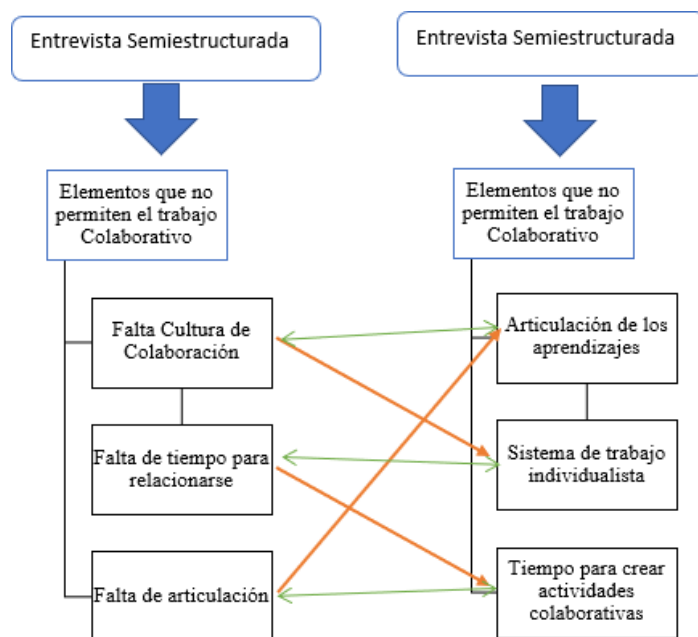 Entrevista Semiestructurada
Elementos que no
permiten el trabajo
Colaborativo
Falta Cultura de
Colaboración
Falta de tiempo para
relacionarse
Falta de articulación
Entrevista Semiestructurada
Elementos que no
permiten el trabajo
Colaborativo
Articulación de los
aprendizajes
Sistema de trabajo
individualista
Tiempo para crear
actividades
colaborativas